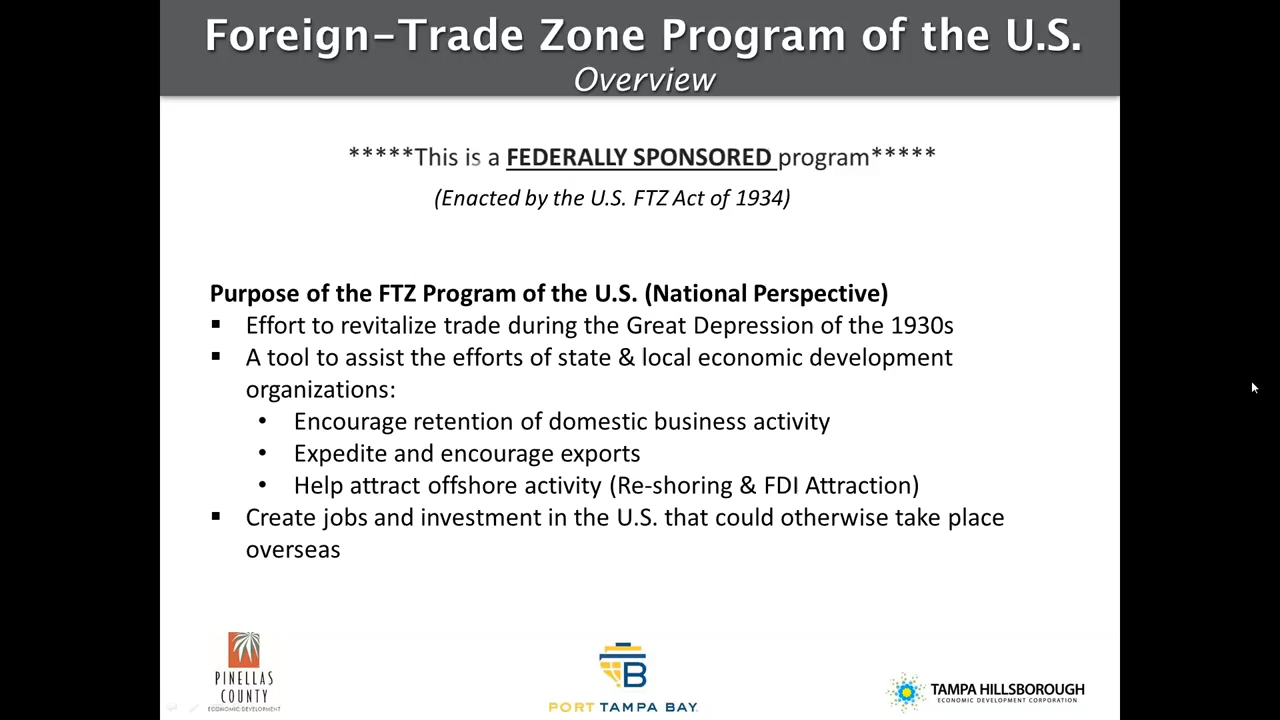 Foreign-Trade Zone Program of the U.S.
Overview
*****This is a FEDERALLY SPONSORED program*****
(Enacted by the U.S. FTZ Act of 1934)
Purpose of the FTZ Program of the U.S. (National Perspective)
▪ Effort to revitalize trade during the Great Depression of the 1930s
▪ A tool to assist the efforts of state & local economic development
organizations:
• Encourage retention of domestic business activity
• Expedite and encourage exports
• Help attract offshore activity (Re-shoring & FDI Attraction)
▪ Create jobs and investment in the U.S. that could otherwise take place
overseas
PINELLAS
COUNTY
ECONOMIC DEVELOPMENT
B
PORT TAMPA BAY
TAMPA HILLSBOROUGH
ECONOMIC DEVELOPMENT CORPORATION